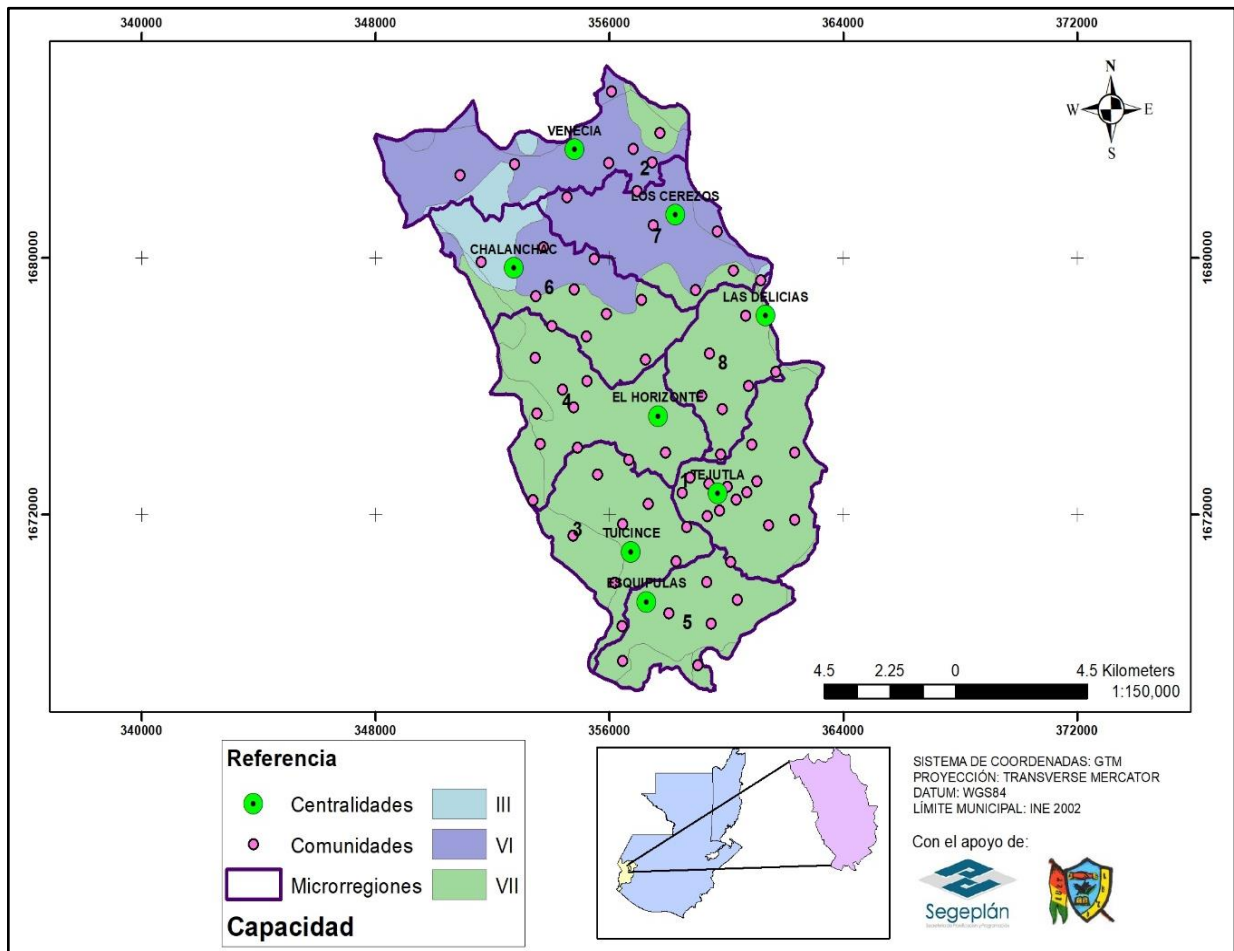 340000 348000 356000 364000 372000
N
W E
S
VENECIA
2
LOS CEREZOS
7
1680000 1680000
CHALANCHAC
6
LAS DELICIAS
8
4
EL HORIZONTE
1
TEJUTLA
1672000 1672000
3
TUICINCE
ESQUIPULAS
5
4.5 2.25 0 4.5 Kilometers
1:150,000
340000 348000 356000 364000 372000
Referencia
Centralidades
Comunidades
Microrregiones
Capacidad
III
VI
VII
SISTEMA DE COORDENADAS: GTM
PROYECCIÓN: TRANSVERSE MERCATOR
DATUM: WGS84
LÍMITE MUNICIPAL: INE 2002
Con el apoyo de:
Segeplán